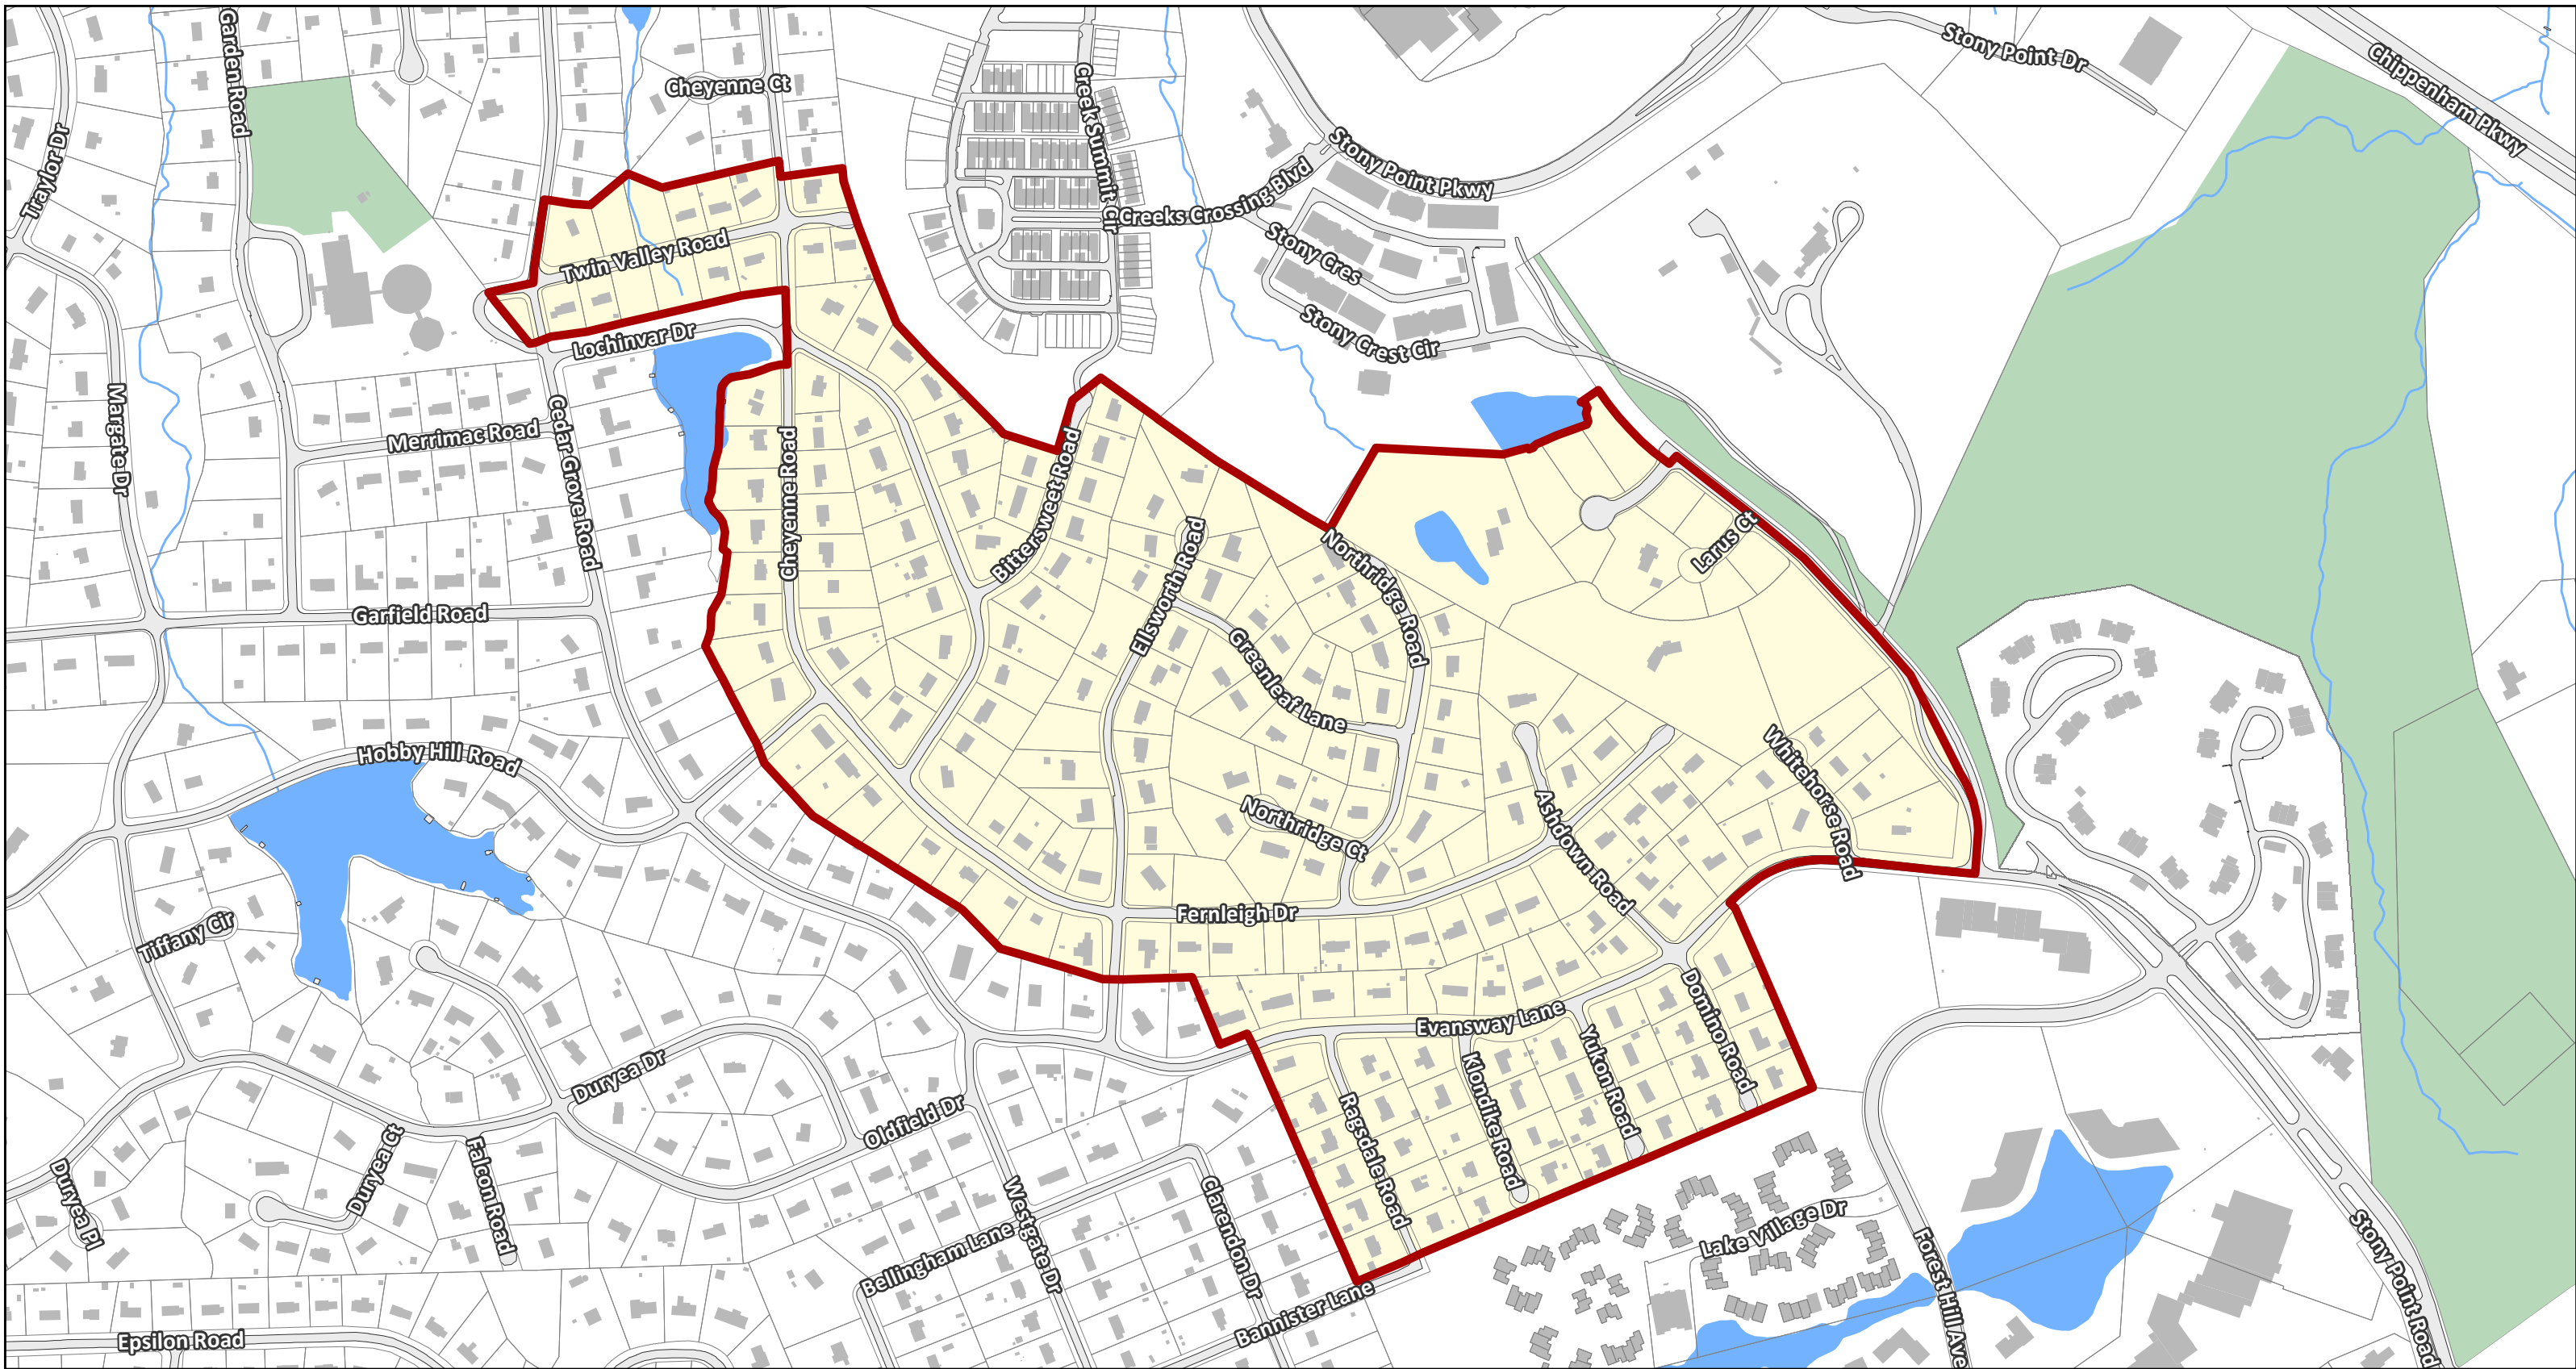 Garden Road
Stony Point Dr
Chippenham Pkwy
Cheyenne Ct
Creek Summit Cir
Traylor Dr
Stony Point Pkwy
Creeks Crossing Blvd
Twin Valley Road
Stony Cres
Lochinvar Dr
Stony Crest Cir
Margate Dr
Merrimac Road
Cedar Grove Road
Cheyenne Road
Bittersweet Road
Ellsworth Road
Northridge Road
Larus Ct
Garfield Road
Greenleaf Lane
Hobby Hill Road
Whitehorse Road
Northridge Ct
Ashdown Road
Fernleigh Dr
Tiffany Cir
Evansway Lane
Domino Road
Yukon Road
Klondike Road
Duryea Dr
Ragsdale Road
Oldfield Dr
Duryea Ct
Falcon Road
Duryea Pl
Westgate Dr
Clarendon Dr
Bellingham Lane
Lake Village Dr
Forest Hill Ave
Stony Point Road
Bannister Lane
Epsilon Road